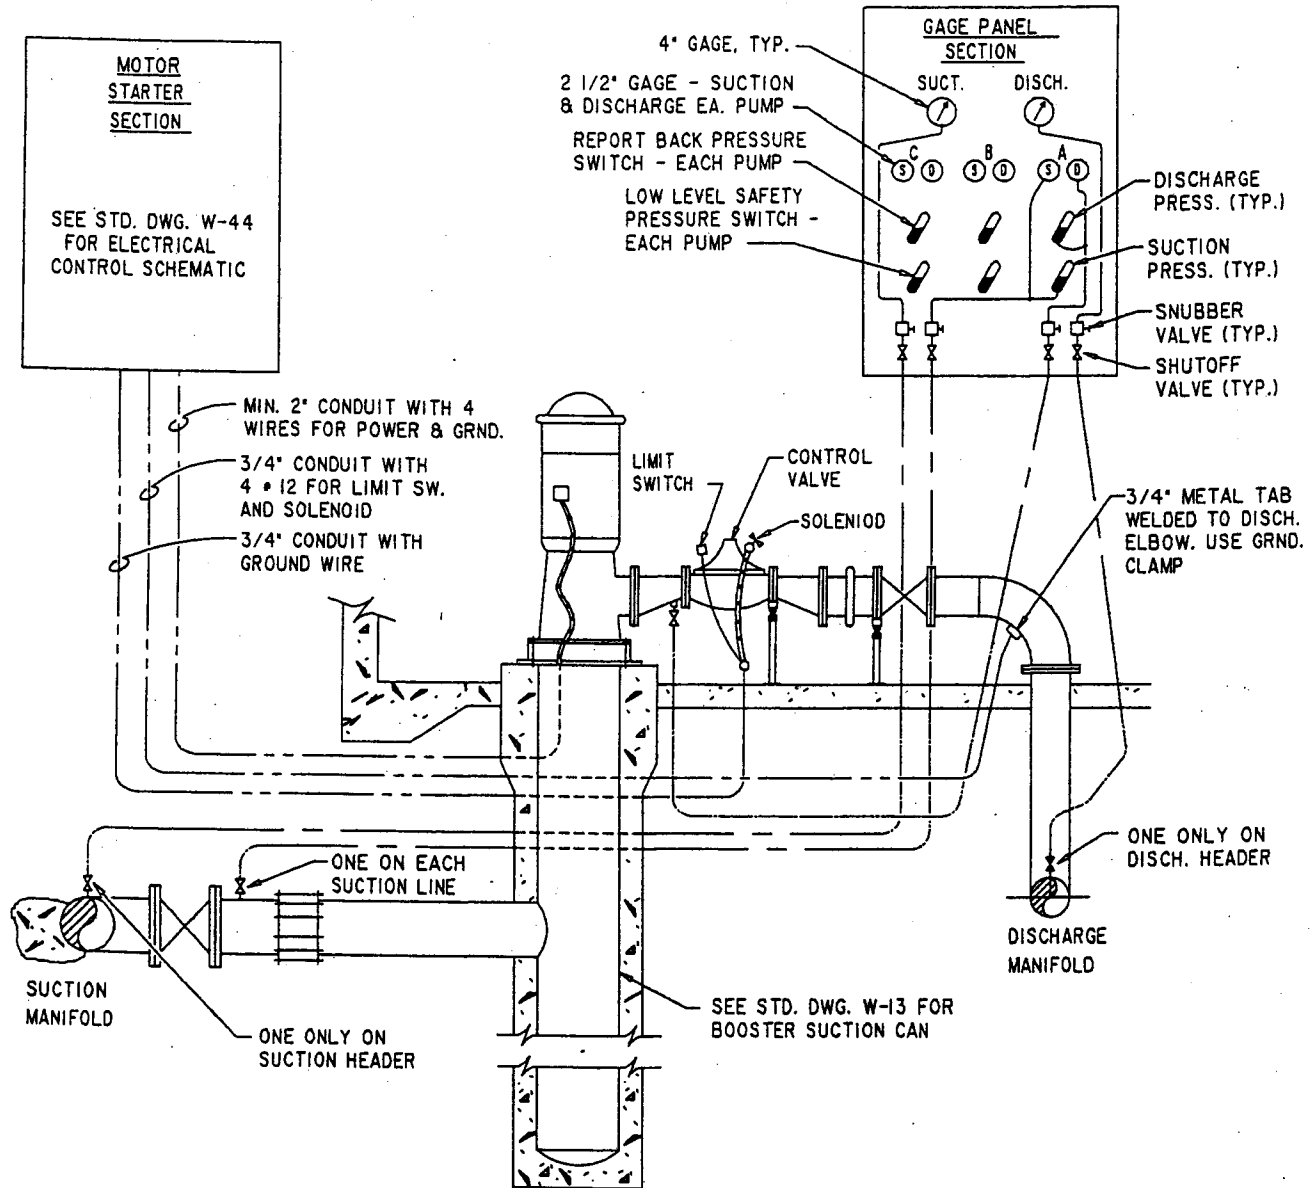 MOTOR
STARTER
SECTION
SEE STD. DWG. W-44
FOR ELECTRICAL
CONTROL SCHEMATIC
GAGE PANEL
SECTION
SUCT.
DISCH.
C
B
A
S
D
S
D
S
D
4" GAGE, TYP.
2 1/2" GAGE - SUCTION
& DISCHARGE EA. PUMP
REPORT BACK PRESSURE
SWITCH - EACH PUMP
LOW LEVEL SAFETY
PRESSURE SWITCH -
EACH PUMP
DISCHARGE
PRESS. (TYP.)
SUCTION
PRESS. (TYP.)
SNUBBER
VALVE (TYP.)
SHUTOFF
VALVE (TYP.)
MIN. 2" CONDUIT WITH 4
WIRES FOR POWER & GRND.
3/4" CONDUIT WITH
4 # 12 FOR LIMIT SW.
AND SOLENOID
3/4" CONDUIT WITH
GROUND WIRE
LIMIT
SWITCH
CONTROL
VALVE
SOLENIOD
3/4" METAL TAB
WELDED TO DISCH.
ELBOW. USE GRND.
CLAMP
ONE ON EACH
SUCTION LINE
ONE ONLY ON
DISCH. HEADER
DISCHARGE
MANIFOLD
SUCTION
MANIFOLD
ONE ONLY ON
SUCTION HEADER
SEE STD. DWG. W-13 FOR
BOOSTER SUCTION CAN